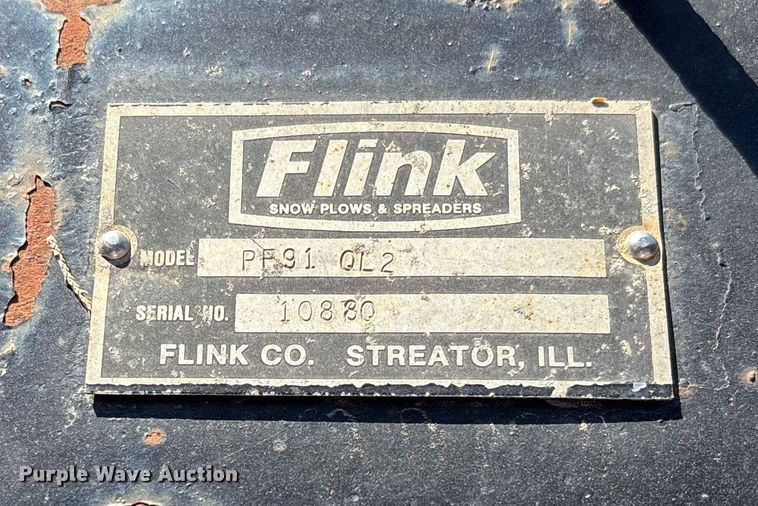 Flink
SNOW PLOWS & SPREADERS
MODEL PF91 QL2
SERIAL NO. 10880
FLINK CO. STREATOR, ILL.
Purple Wave Auction